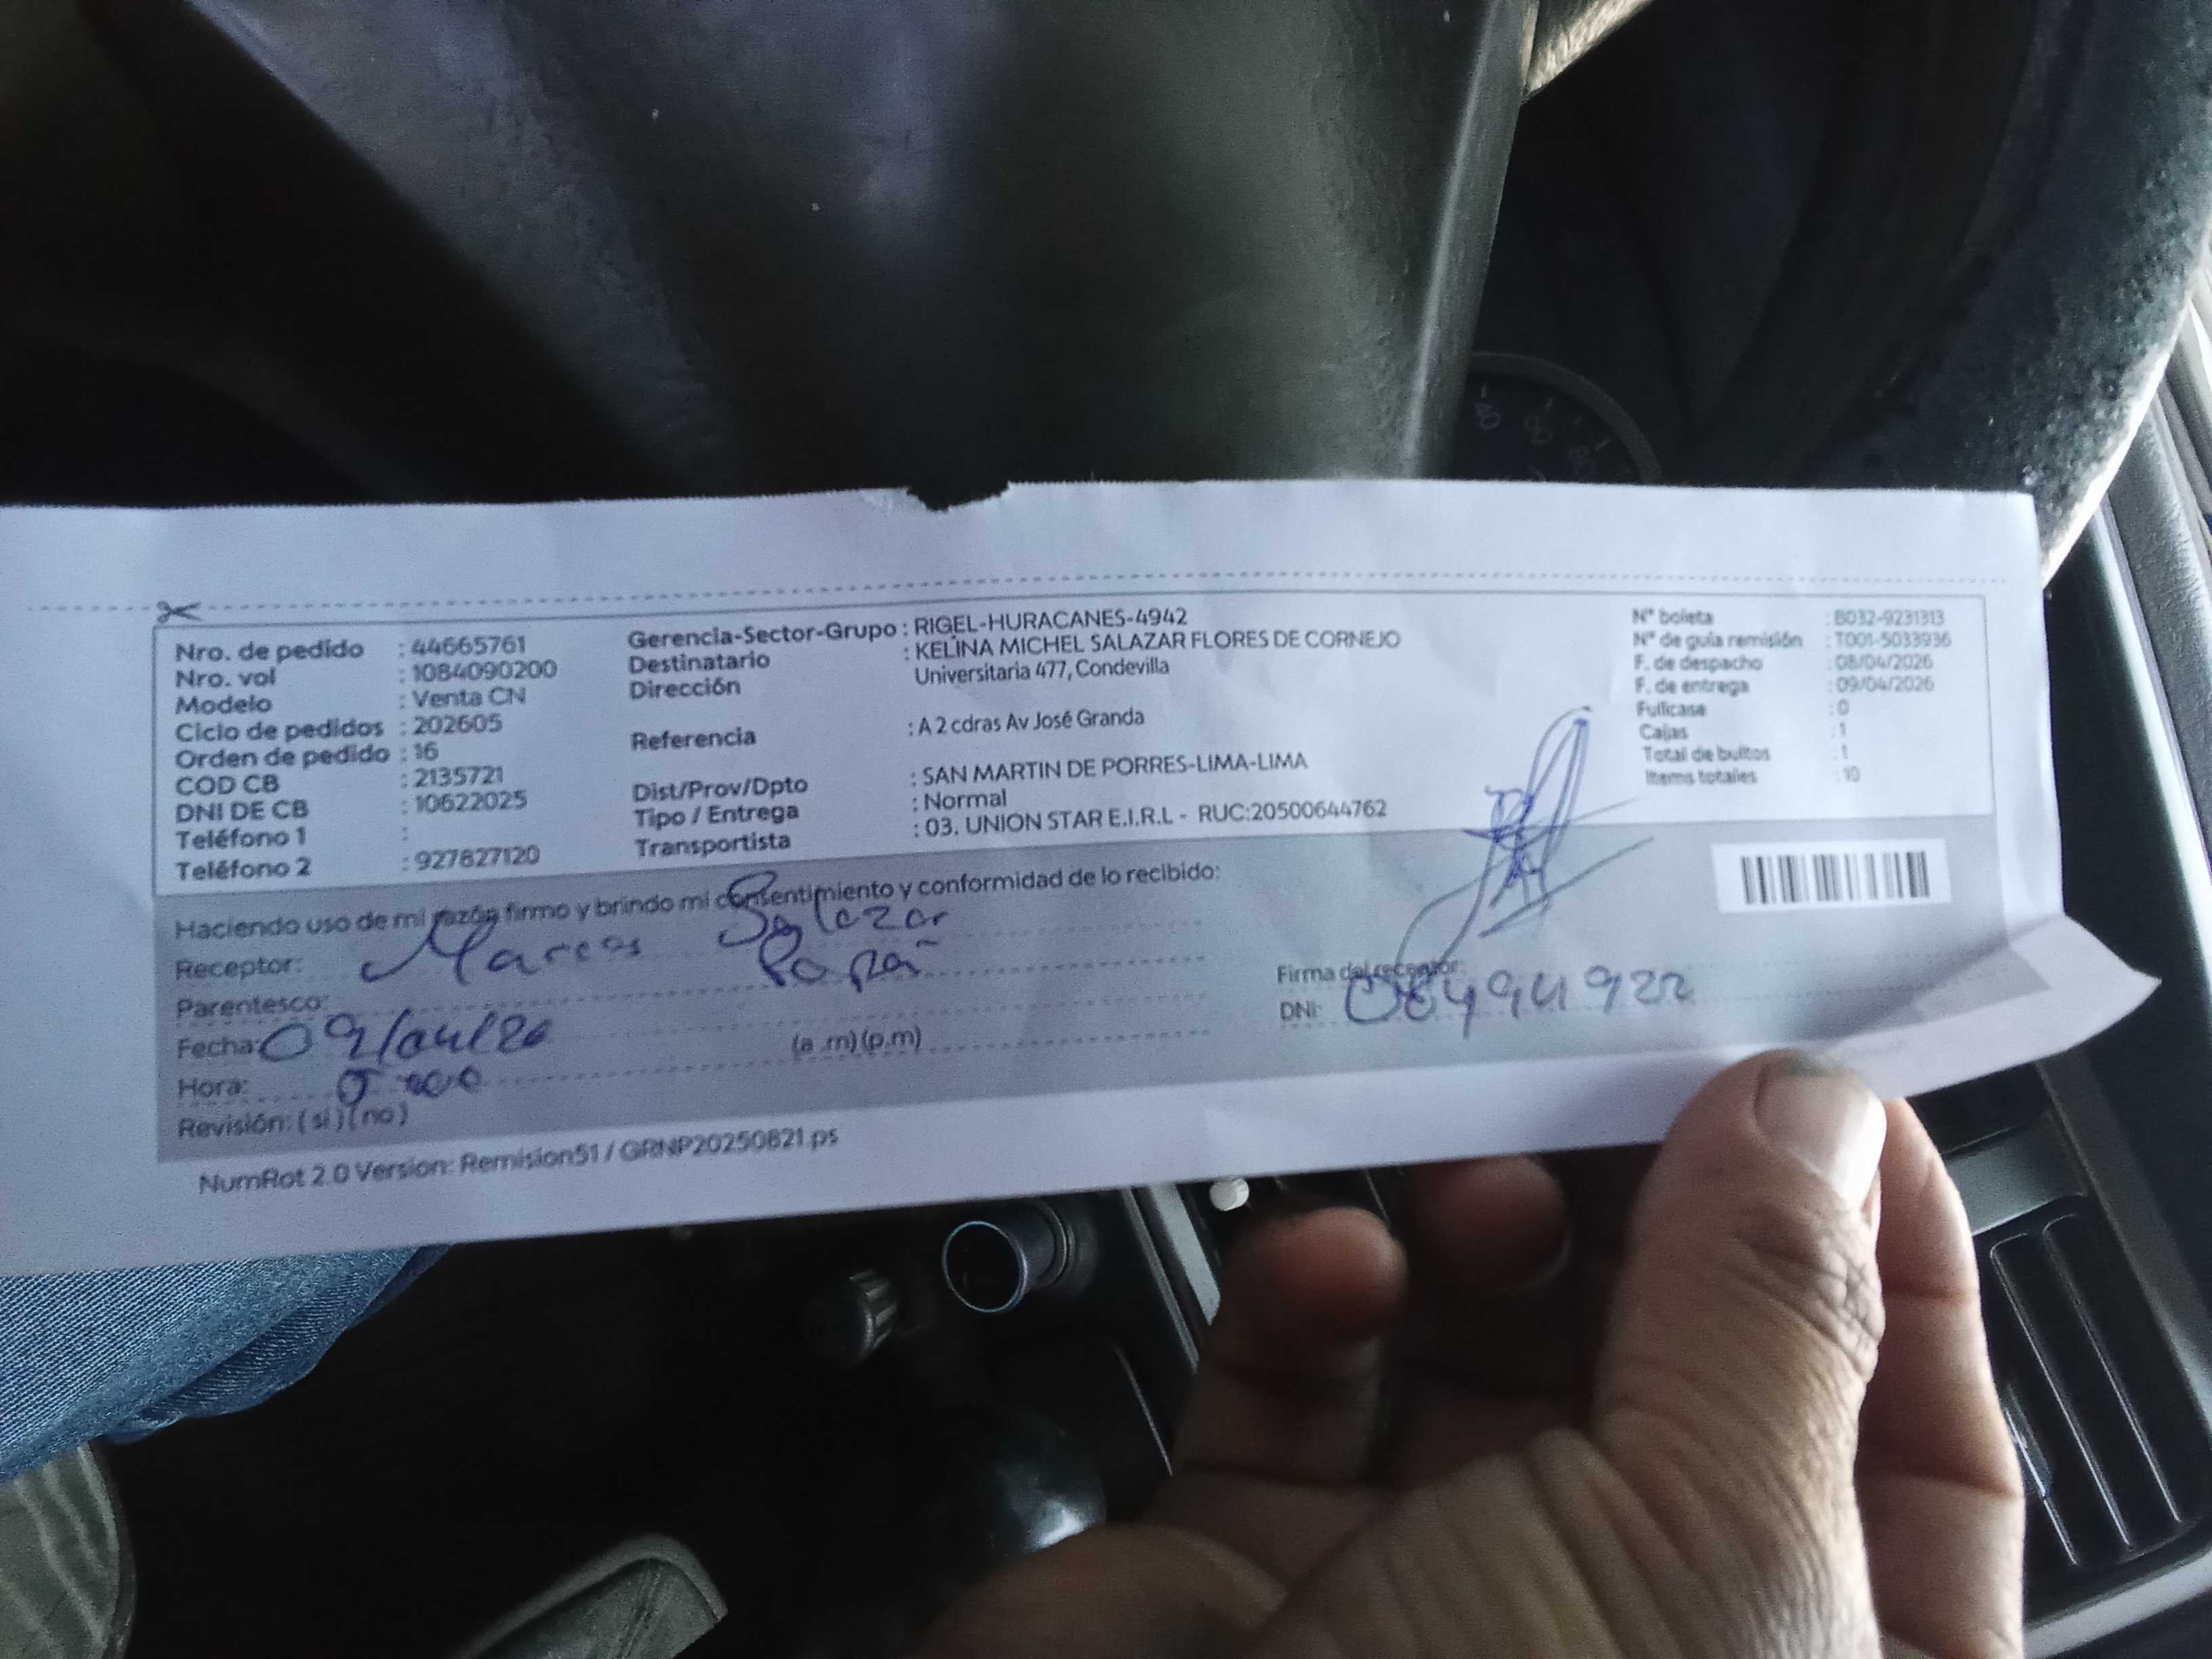 Nro. de pedido : 44665761
Nro. vol : 1084090200
Modelo : Venta CN
Ciclo de pedidos : 202605
Orden de pedido : 16
COD CB : 2135721
DNI DE CB : 10622025
Teléfono 1 :
Teléfono 2 : 927827120
Gerencia-Sector-Grupo : RIGEL-HURACANES-4942
Destinatario : KELINA MICHEL SALAZAR FLORES DE CORNEJO
Dirección Universitaria 477, Condevilla
Referencia : A 2 cdras Av José Granda
Dist/Prov/Dpto : SAN MARTIN DE PORRES-LIMA-LIMA
Tipo / Entrega : Normal
Transportista : 03. UNION STAR E.I.R.L - RUC:20500644762
N° boleta : B032-9231313
N° de guía remisión : T001-5033936
F. de despacho : 08/04/2026
F. de entrega : 09/04/2026
Fullcase : 0
Cajas : 1
Total de bultos : 1
Items totales : 10
Haciendo uso de mi razón firmo y brindo mi consentimiento y conformidad de lo recibido:
Receptor: Marcos Salazar
Parentesco: Papá
Fecha: 09/04/26
Hora: (a .m) (p.m)
Revisión: ( si ) ( no )
Firma del receptor:
DNI:
NumRot 2.0 Version: Remision51 / GRNP20250821.ps